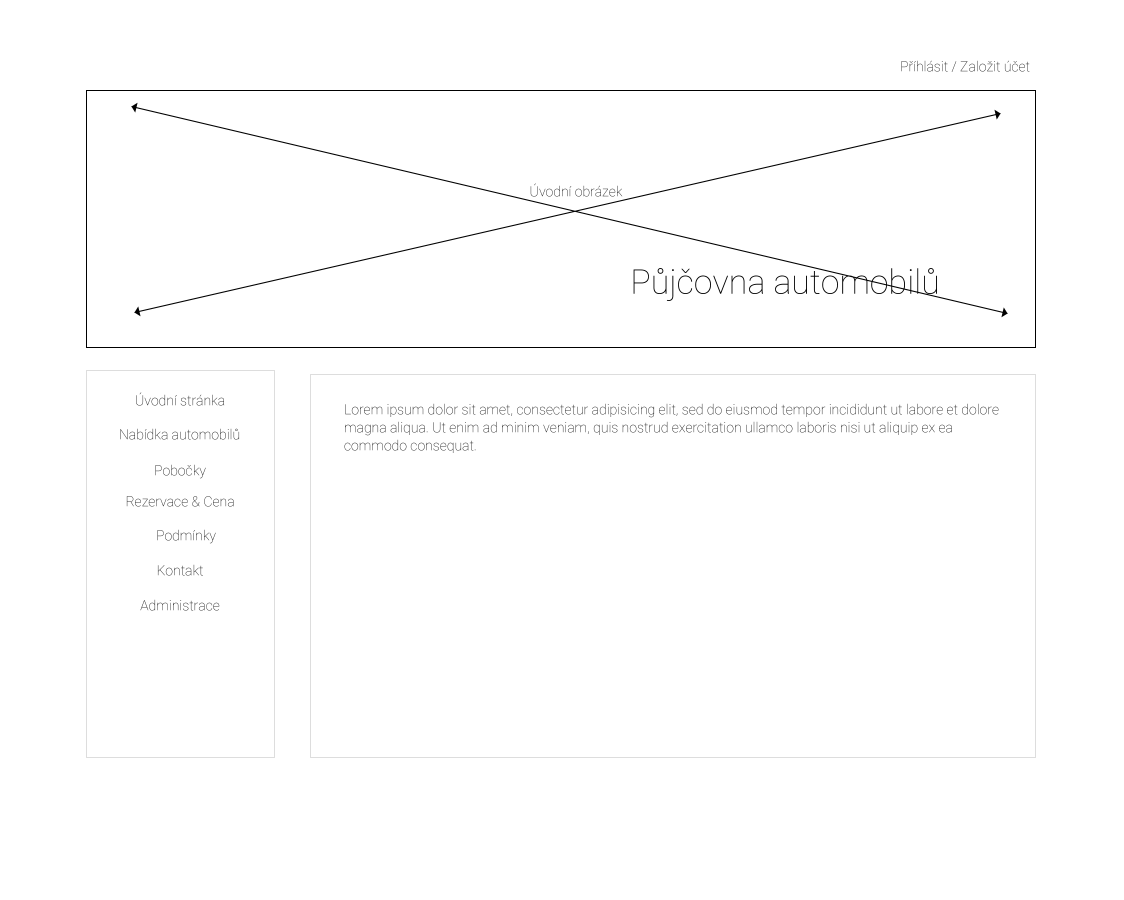 Příhlásit / Založit účet
Úvodní obrázek
Půjčovna automobilů
Úvodní stránka
Nabídka automobilů
Pobočky
Rezervace & Cena
Podmínky
Kontakt
Administrace
Lorem ipsum dolor sit amet, consectetur adipisicing elit, sed do eiusmod tempor incididunt ut labore et dolore
magna aliqua. Ut enim ad minim veniam, quis nostrud exercitation ullamco laboris nisi ut aliquip ex ea
commodo consequat.